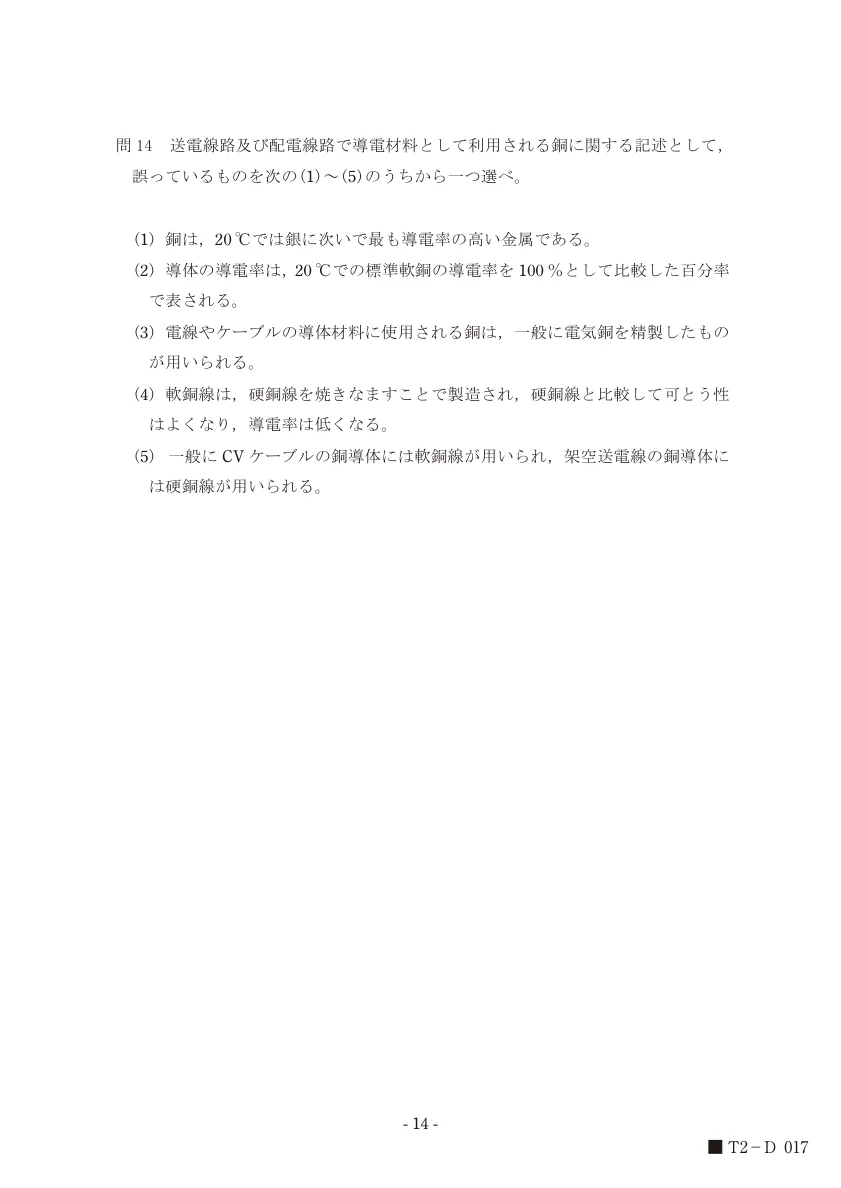 問 14　送電線路及び配電線路で導電材料として利用される銅に関する記述として，
誤っているものを次の(1)～(5)のうちから一つ選べ。
(1) 銅は，20 ℃では銀に次いで最も導電率の高い金属である。
(2) 導体の導電率は，20 ℃での標準軟銅の導電率を 100 ％として比較した百分率
で表される。
(3) 電線やケーブルの導体材料に使用される銅は，一般に電気銅を精製したもの
が用いられる。
(4) 軟銅線は，硬銅線を焼きなますことで製造され，硬銅線と比較して可とう性
はよくなり，導電率は低くなる。
(5) 一般に CV ケーブルの銅導体には軟銅線が用いられ，架空送電線の銅導体に
は硬銅線が用いられる。
- 14 -
■ T2－D 017